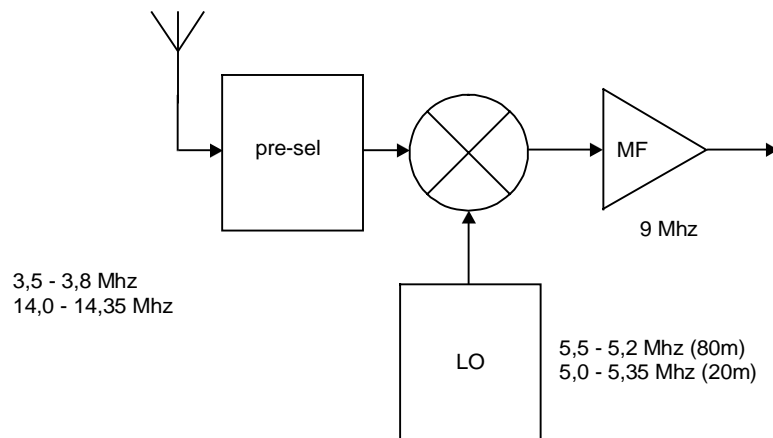 pre-sel
MF
9 Mhz
3,5 - 3,8 Mhz
14,0 - 14,35 Mhz
LO
5,5 - 5,2 Mhz (80m)
5,0 - 5,35 Mhz (20m)